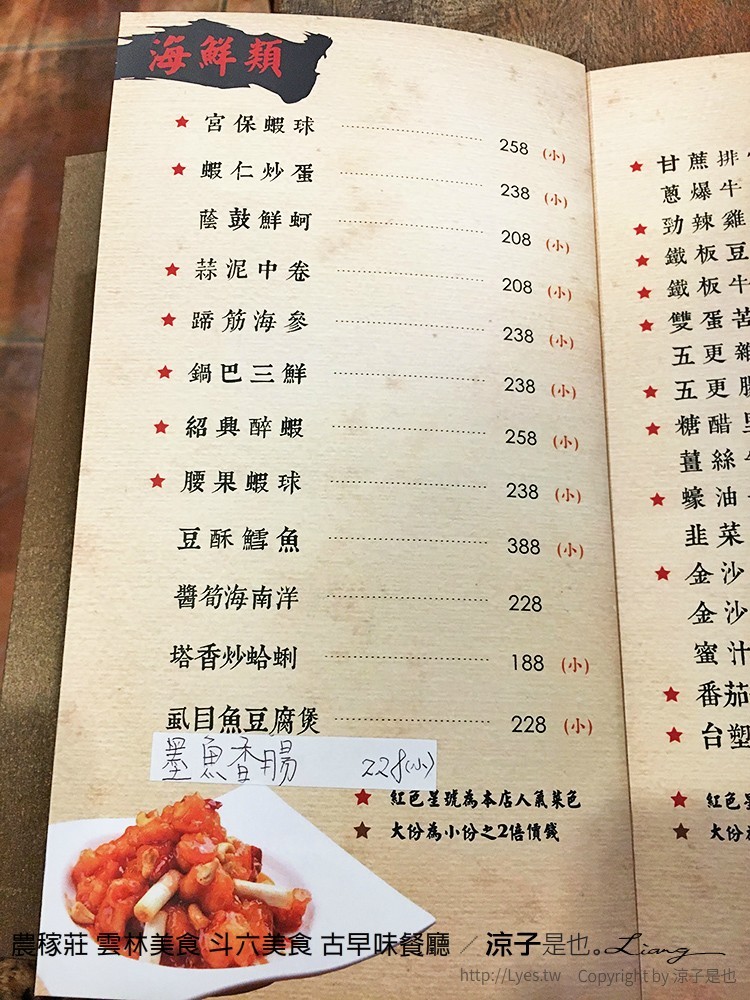 海鮮類
★ 宮保蝦球 258 (小)
★ 蝦仁炒蛋 238 (小)
蔭鼓鮮蚵 208 (小)
★ 蒜泥中卷 208 (小)
★ 蹄筋海參 238 (小)
★ 鍋巴三鮮 238 (小)
★ 紹興醉蝦 258 (小)
★ 腰果蝦球 238 (小)
豆酥鱈魚 388 (小)
醬筍海南洋 228
塔香炒蛤蜊 188 (小)
虱目魚豆腐煲 228 (小)
墨魚香腸 228(小)
★ 紅色星號為本店人氣菜色
★ 大份為小份之2倍價錢
★ 甘蔗排
蔥爆牛
★ 勁辣雞
★ 鐵板豆
★ 鐵板牛
★ 雙蛋苦
五更
★ 五更
★ 糖醋
薑絲
★ 蠔油
韭菜
★ 金沙
金沙
蜜汁
★ 番茄
★ 台塑
★ 紅色
★ 大份
農稼莊 雲林美食 斗六美食 古早味餐廳 ／ 涼子是也。Liang
http://Lyes.tw Copyright by 涼子是也